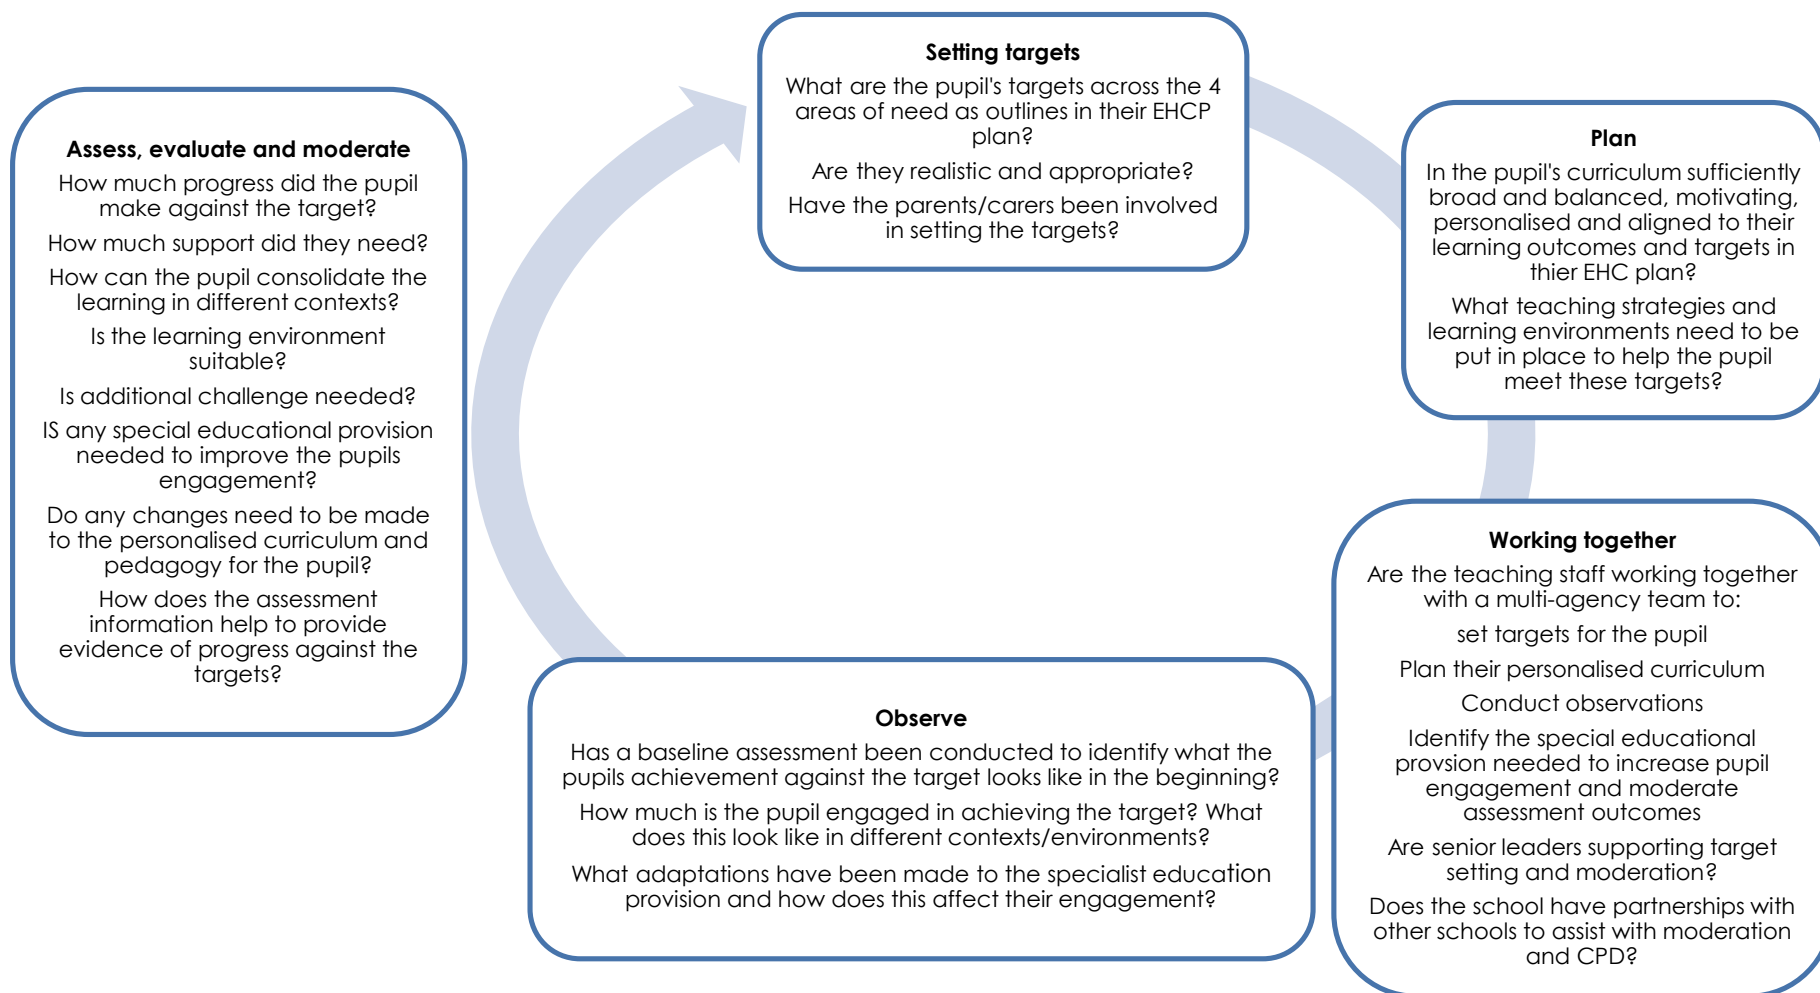 Setting targets
What are the pupil's targets across the 4
areas of need as outlines in their EHCP
plan?
Are they realistic and appropriate?
Have the parents/carers been involved
in setting the targets?
Plan
In the pupil's curriculum sufficiently
broad and balanced, motivating,
personalised and aligned to their
learning outcomes and targets in
thier EHC plan?
What teaching strategies and
learning environments need to be
put in place to help the pupil
meet these targets?
Working together
Are the teaching staff working together
with a multi-agency team to:
set targets for the pupil
Plan their personalised curriculum
Conduct observations
Identify the special educational
provsion needed to increase pupil
engagement and moderate
assessment outcomes
Are senior leaders supporting target
setting and moderation?
Does the school have partnerships with
other schools to assist with moderation
and CPD?
Observe
Has a baseline assessment been conducted to identify what the
pupils achievement against the target looks like in the beginning?
How much is the pupil engaged in achieving the target? What
does this look like in different contexts/environments?
What adaptations have been made to the specialist education
provision and how does this affect their engagement?
Assess, evaluate and moderate
How much progress did the pupil
make against the target?
How much support did they need?
How can the pupil consolidate the
learning in different contexts?
Is the learning environment
suitable?
Is additional challenge needed?
IS any special educational provision
needed to improve the pupils
engagement?
Do any changes need to be made
to the personalised curriculum and
pedagogy for the pupil?
How does the assessment
information help to provide
evidence of progress against the
targets?